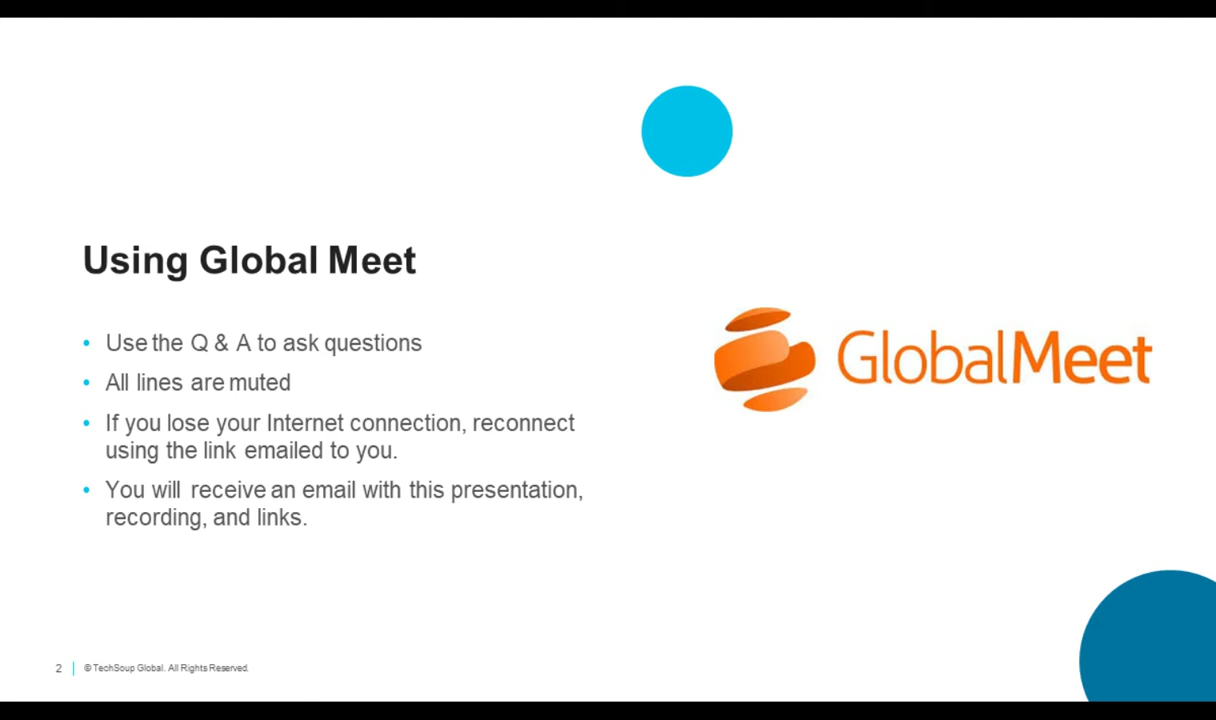 Using Global Meet
• Use the Q & A to ask questions
• All lines are muted
• If you lose your Internet connection, reconnect
using the link emailed to you.
• You will receive an email with this presentation,
recording, and links.
GlobalMeet
2 | © TechSoup Global. All Rights Reserved.